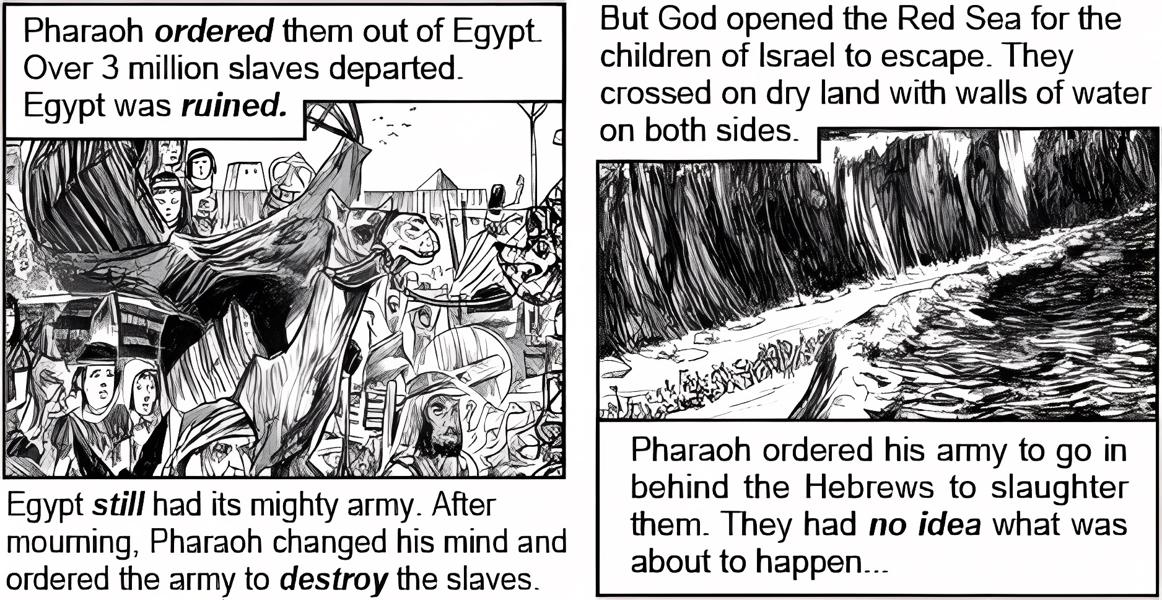 Pharaoh ordered them out of Egypt.
Over 3 million slaves departed.
Egypt was ruined.
Egypt still had its mighty army. After
mourning, Pharaoh changed his mind and
ordered the army to destroy the slaves.
But God opened the Red Sea for the
children of Israel to escape. They
crossed on dry land with walls of water
on both sides.
Pharaoh ordered his army to go in
behind the Hebrews to slaughter
them. They had no idea what was
about to happen...